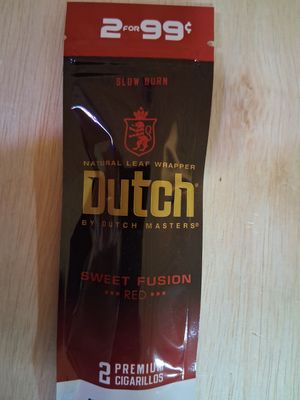 2 FOR 99¢
SLOW BURN
NATURAL LEAF WRAPPER
Dutch®
BY DUTCH MASTERS®
SWEET FUSION
*** RED ***
2 PREMIUM
CIGARILLOS